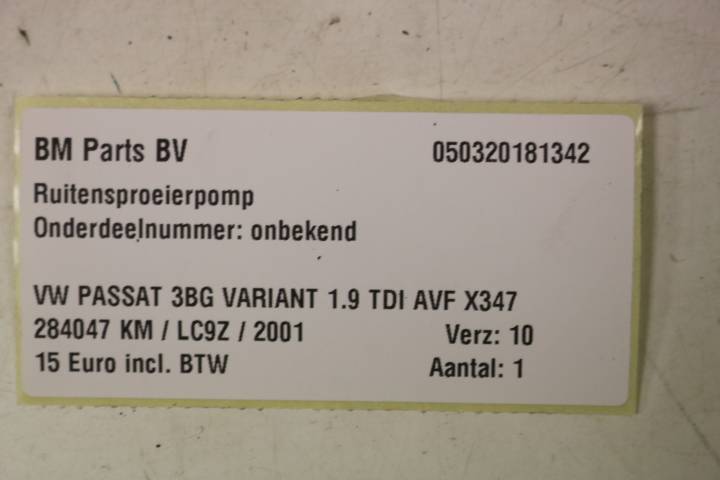 BM Parts BV 050320181342
Ruitensproeierpomp
Onderdeelnummer: onbekend
VW PASSAT 3BG VARIANT 1.9 TDI AVF X347
284047 KM / LC9Z / 2001 Verz: 10
15 Euro incl. BTW Aantal: 1